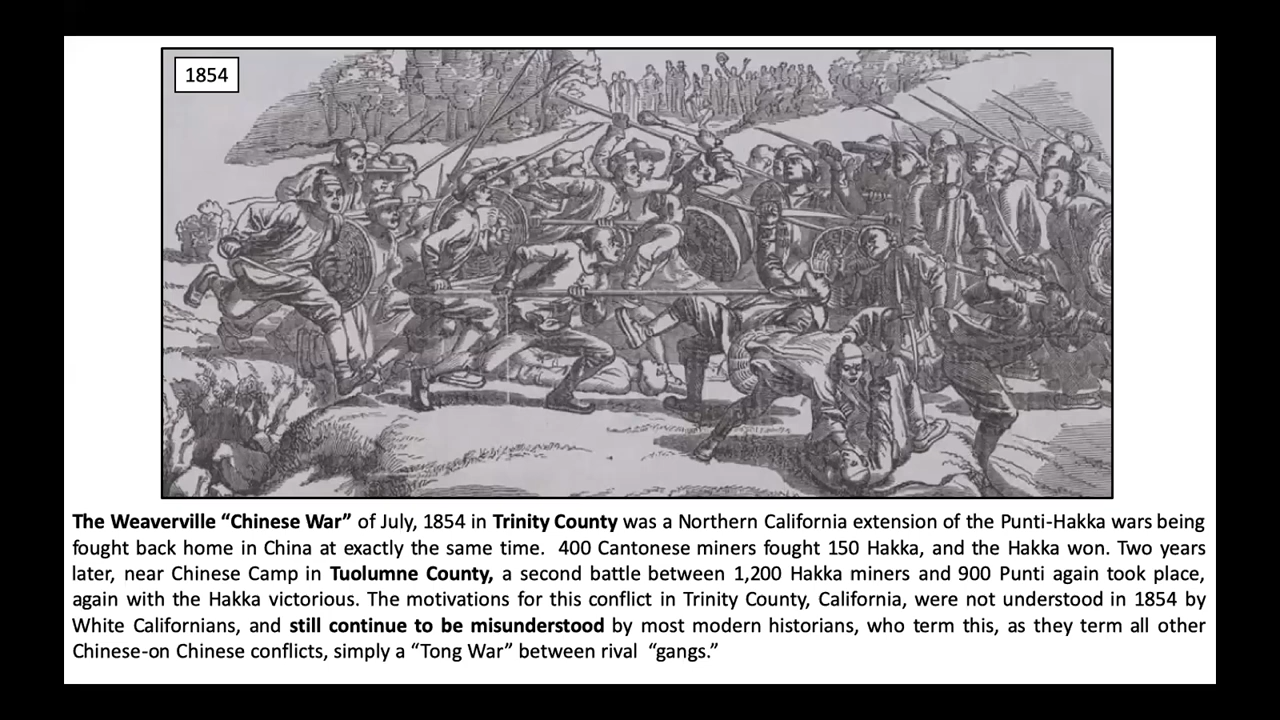 1854
The Weaverville “Chinese War” of July, 1854 in Trinity County was a Northern California extension of the Punti-Hakka wars being
fought back home in China at exactly the same time.  400 Cantonese miners fought 150 Hakka, and the Hakka won. Two years
later, near Chinese Camp in Tuolumne County, a second battle between 1,200 Hakka miners and 900 Punti again took place,
again with the Hakka victorious. The motivations for this conflict in Trinity County, California, were not understood in 1854 by
White Californians, and still continue to be misunderstood by most modern historians, who term this, as they term all other
Chinese-on Chinese conflicts, simply a “Tong War” between rival  “gangs.”